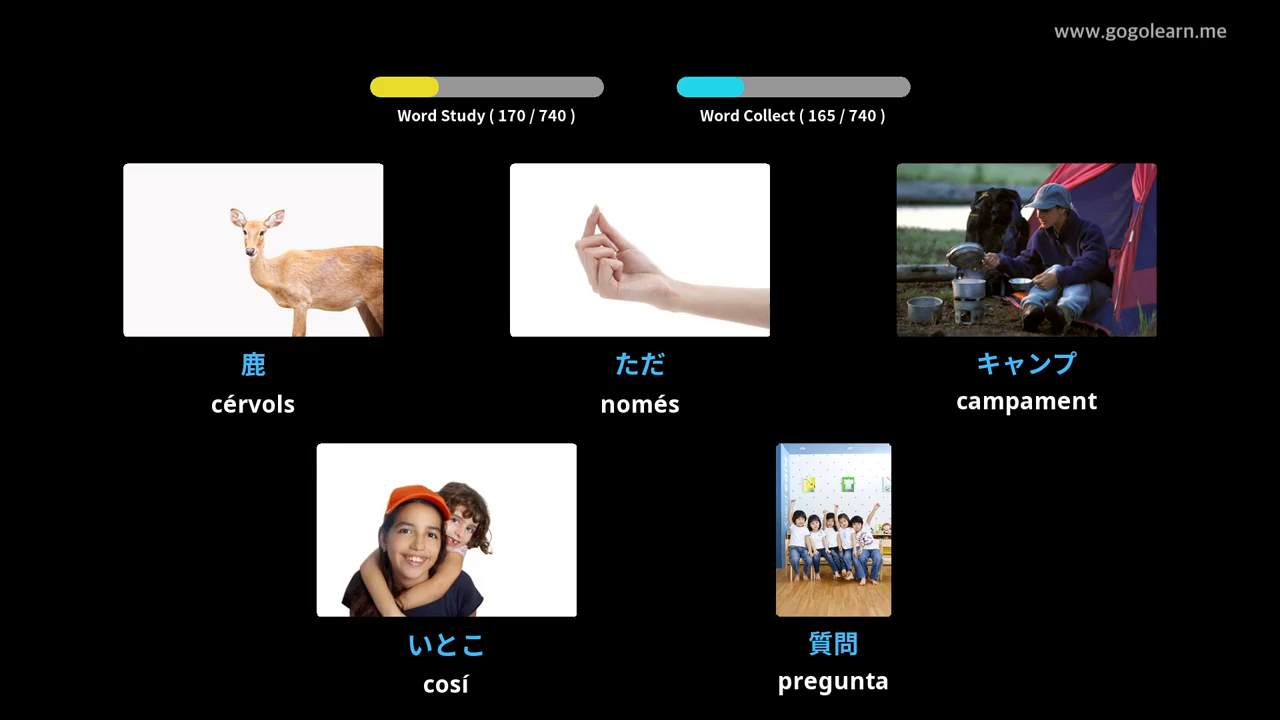 www.gogolearn.me
Word Study ( 170 / 740 )
Word Collect ( 165 / 740 )
鹿
cérvols
ただ
només
キャンプ
campament
いとこ
cosí
質問
pregunta